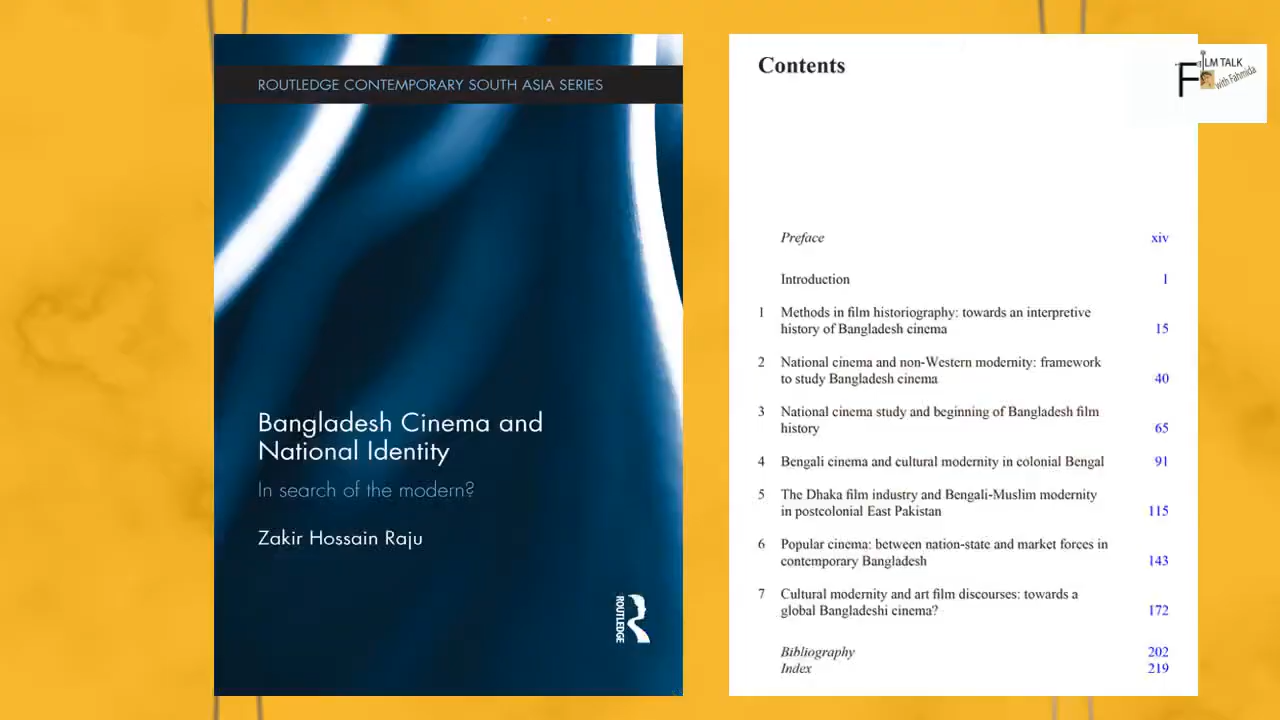 ROUTLEDGE CONTEMPORARY SOUTH ASIA SERIES
Bangladesh Cinema and
National Identity
In search of the modern?
Zakir Hossain Raju
ROUTLEDGE
Contents
Preface xiv
Introduction 1
1 Methods in film historiography: towards an interpretive
history of Bangladesh cinema 15
2 National cinema and non-Western modernity: framework
to study Bangladesh cinema 40
3 National cinema study and beginning of Bangladesh film
history 65
4 Bengali cinema and cultural modernity in colonial Bengal 91
5 The Dhaka film industry and Bengali-Muslim modernity
in postcolonial East Pakistan 115
6 Popular cinema: between nation-state and market forces in
contemporary Bangladesh 143
7 Cultural modernity and art film discourses: towards a
global Bangladeshi cinema? 172
Bibliography 202
Index 219
FILM TALK
with Fahmida